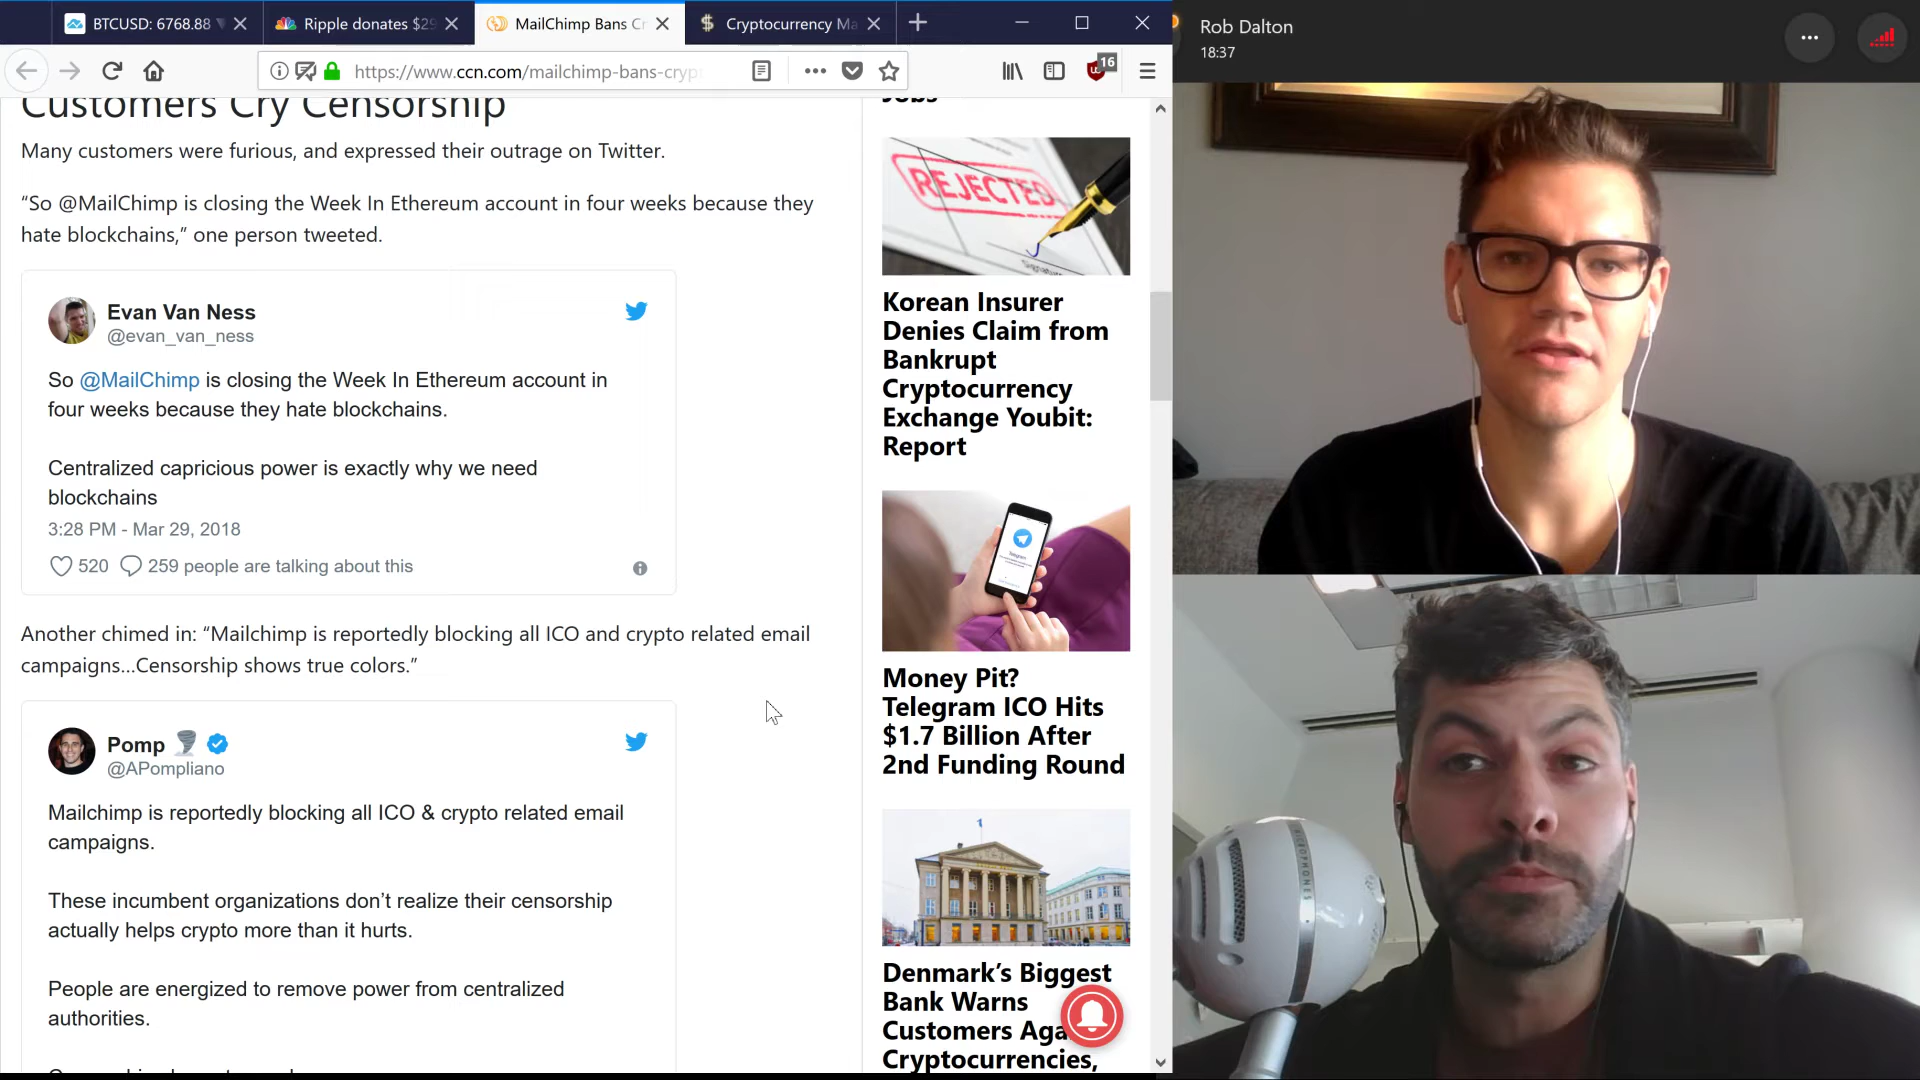 BTCUSD: 6768.88
Ripple donates $29
MailChimp Bans Cr
Cryptocurrency Ma
https://www.ccn.com/mailchimp-bans-cryp
16
Rob Dalton
18:37
Customers Cry Censorship
Many customers were furious, and expressed their outrage on Twitter.
“So @MailChimp is closing the Week In Ethereum account in four weeks because they
hate blockchains,” one person tweeted.
Evan Van Ness
@evan_van_ness
So @MailChimp is closing the Week In Ethereum account in
four weeks because they hate blockchains.
Centralized capricious power is exactly why we need
blockchains
3:28 PM - Mar 29, 2018
520
259 people are talking about this
Another chimed in: “Mailchimp is reportedly blocking all ICO and crypto related email
campaigns…Censorship shows true colors.”
Pomp
@APompliano
Mailchimp is reportedly blocking all ICO & crypto related email
campaigns.
These incumbent organizations don’t realize their censorship
actually helps crypto more than it hurts.
People are energized to remove power from centralized
authorities.
Jobs
REJECTED
Korean Insurer
Denies Claim from
Bankrupt
Cryptocurrency
Exchange Youbit:
Report
Telegram
Money Pit?
Telegram ICO Hits
$1.7 Billion After
2nd Funding Round
Denmark’s Biggest
Bank Warns
Customers Aga
Cryptocurrencies,